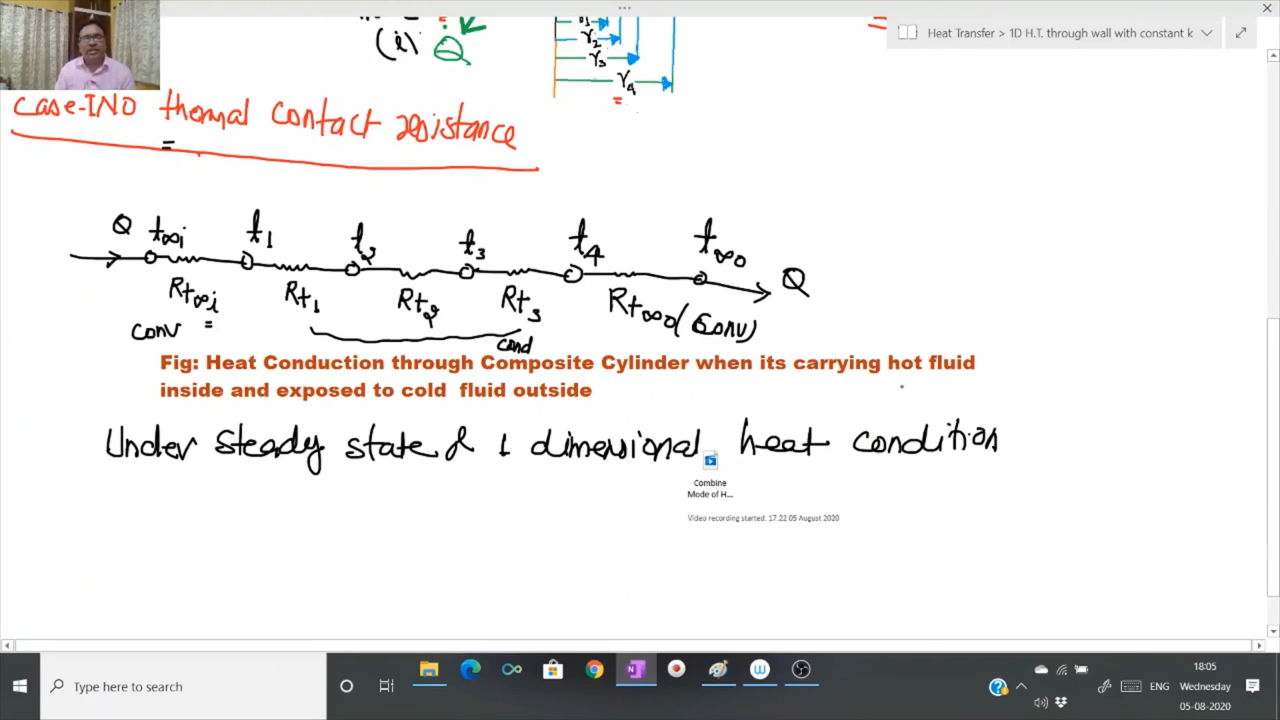 Heat Transfer > 1D H.T. through wall with constant k
(i) Q
r2
r3
r4
Case-I NO thermal contact resistance
Q t∞i t1 t2 t3 t4 t∞o Q
Rt∞i Rt1 Rt2 Rt3 Rt∞o (Conv)
conv cond
Fig: Heat Conduction through Composite Cylinder when its carrying hot fluid
inside and exposed to cold fluid outside
Under steady state & 1 dimensional heat condition
Combine
Mode of H...
Video recording started: 17.22 05 August 2020
Type here to search
ENG
18:05
Wednesday
05-08-2020